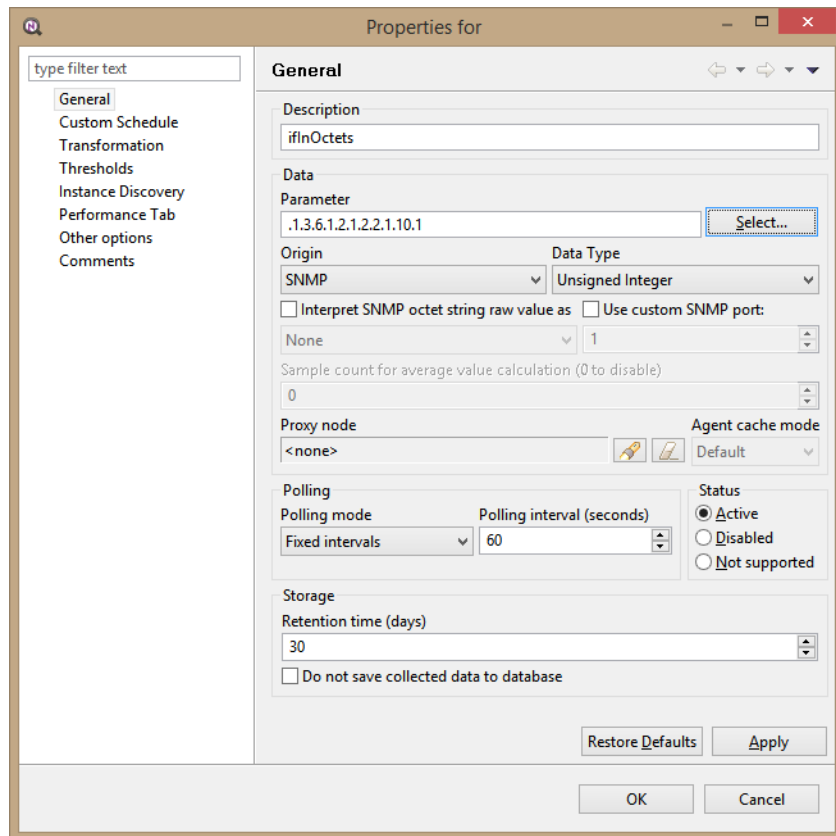 Properties for
type filter text
General
Custom Schedule
Transformation
Thresholds
Instance Discovery
Performance Tab
Other options
Comments
General
Description
ifInOctets
Data
Parameter
.1.3.6.1.2.1.2.2.1.10.1 Select...
Origin Data Type
SNMP Unsigned Integer
Interpret SNMP octet string raw value as Use custom SNMP port:
None 1
Sample count for average value calculation (0 to disable)
0
Proxy node Agent cache mode
<none> Default
Polling
Polling mode Polling interval (seconds)
Fixed intervals 60
Status
Active
Disabled
Not supported
Storage
Retention time (days)
30
Do not save collected data to database
Restore Defaults Apply
OK Cancel